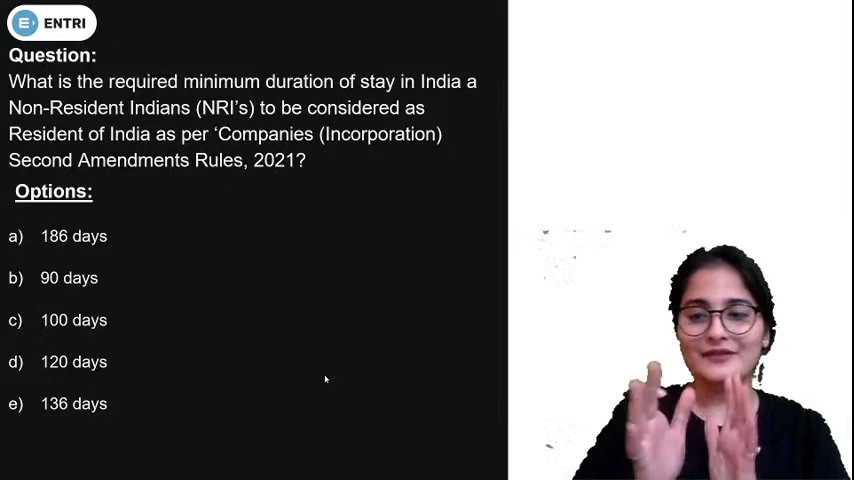 ENTRI
Question:
What is the required minimum duration of stay in India a
Non-Resident Indians (NRI's) to be considered as
Resident of India as per ‘Companies (Incorporation)
Second Amendments Rules, 2021?
Options:
a) 186 days
b) 90 days
c) 100 days
d) 120 days
e) 136 days